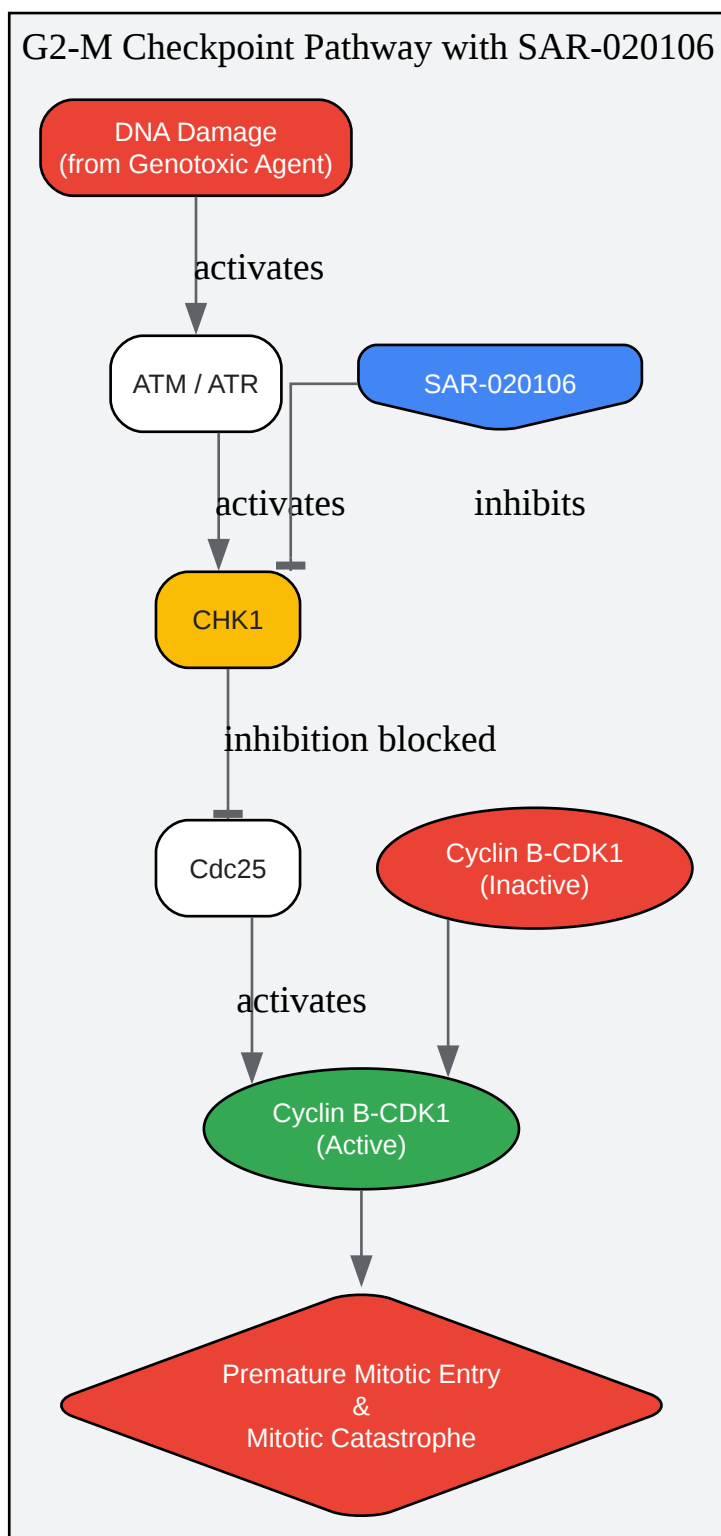 G2-M Checkpoint Pathway with SAR-020106
DNA Damage
(from Genotoxic Agent)
activates
ATM / ATR
SAR-020106
activates
inhibits
CHK1
inhibition blocked
Cdc25
Cyclin B-CDK1
(Inactive)
activates
Cyclin B-CDK1
(Active)
Premature Mitotic Entry
&
Mitotic Catastrophe